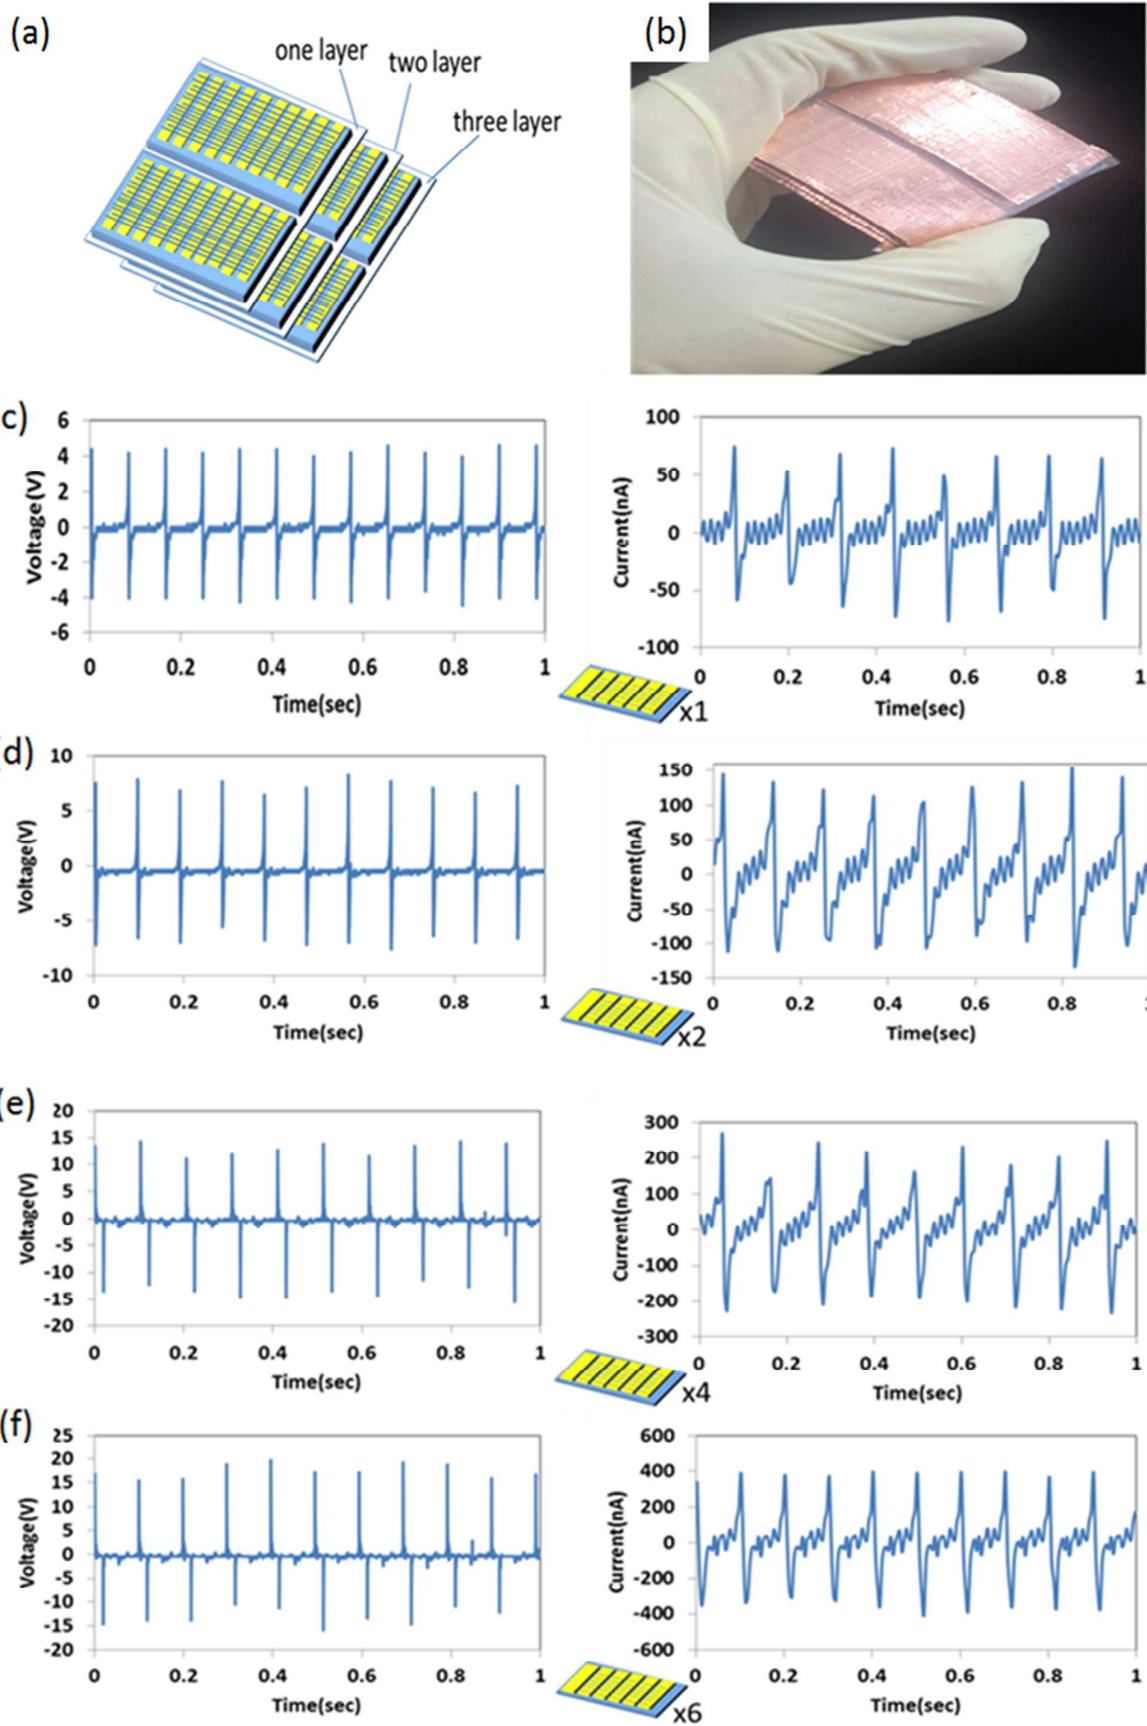 (a)
one layer
two layer
three layer
(b)
c)
6
4
2
0
-2
-4
-6
Voltage(V)
0 0.2 0.4 0.6 0.8 1
Time(sec)
100
50
0
-50
-100
Current(nA)
0 0.2 0.4 0.6 0.8 1
Time(sec)
x1
(d)
10
5
0
-5
-10
Voltage(V)
0 0.2 0.4 0.6 0.8 1
Time(sec)
150
100
50
0
-50
-100
-150
Current(nA)
0 0.2 0.4 0.6 0.8 1
Time(sec)
x2
(e)
20
15
10
5
0
-5
-10
-15
-20
Voltage(V)
0 0.2 0.4 0.6 0.8 1
Time(sec)
300
200
100
0
-100
-200
-300
Current(nA)
0 0.2 0.4 0.6 0.8 1
Time(sec)
x4
(f)
25
20
15
10
5
0
-5
-10
-15
-20
Voltage(V)
0 0.2 0.4 0.6 0.8 1
Time(sec)
600
400
200
0
-200
-400
-600
Current(nA)
0 0.2 0.4 0.6 0.8 1
Time(sec)
x6